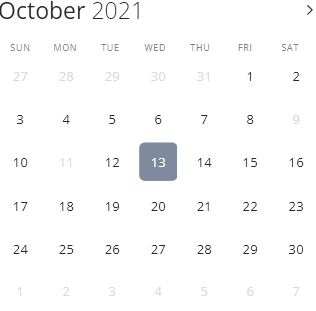 October 2021
SUN MON TUE WED THU FRI SAT
27 28 29 30 31 1 2
3 4 5 6 7 8 9
10 11 12 13 14 15 16
17 18 19 20 21 22 23
24 25 26 27 28 29 30
1 2 3 4 5 6 7